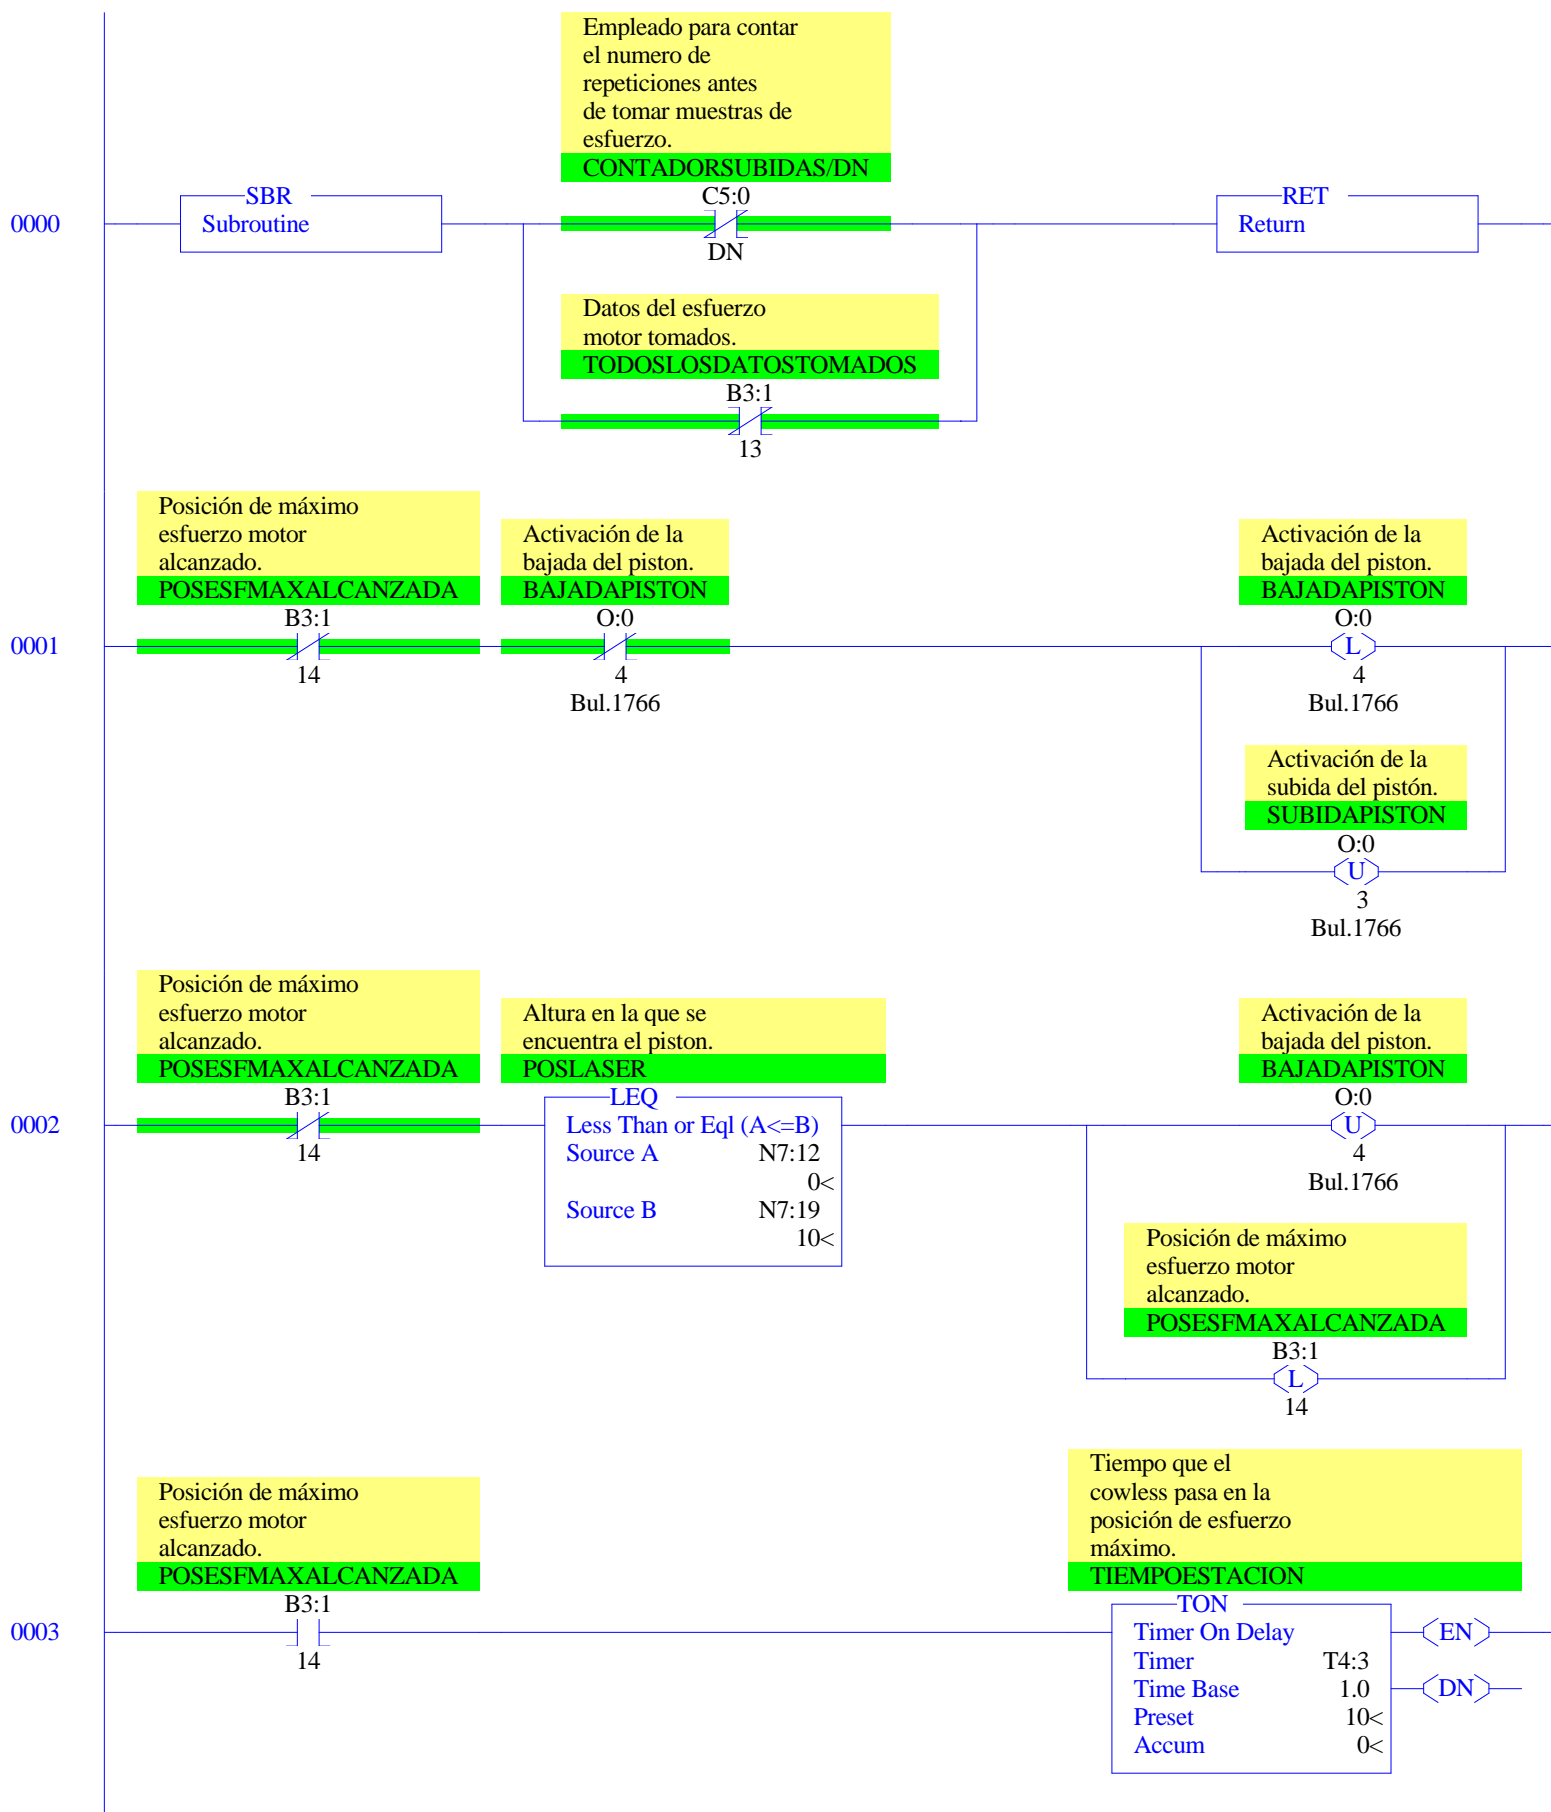 Empleado para contar
el numero de
repeticiones antes
de tomar muestras de
esfuerzo.
CONTADORSUBIDAS/DN
C5:0
DN
0000
SBR
Subroutine
RET
Return
Datos del esfuerzo
motor tomados.
TODOSLOSDATOSTOMADOS
B3:1
13
Posición de máximo
esfuerzo motor
alcanzado.
POSESFMAXALCANZADA
B3:1
14
Activación de la
bajada del piston.
BAJADAPISTON
O:0
4
Bul.1766
Activación de la
bajada del piston.
BAJADAPISTON
O:0
L
4
Bul.1766
0001
Activación de la
subida del pistón.
SUBIDAPISTON
O:0
U
3
Bul.1766
Posición de máximo
esfuerzo motor
alcanzado.
POSESFMAXALCANZADA
B3:1
14
Altura en la que se
encuentra el piston.
POSLASER
LEQ
Less Than or Eql (A<=B)
Source A N7:12
0<
Source B N7:19
10<
Activación de la
bajada del piston.
BAJADAPISTON
O:0
U
4
Bul.1766
0002
Posición de máximo
esfuerzo motor
alcanzado.
POSESFMAXALCANZADA
B3:1
L
14
Posición de máximo
esfuerzo motor
alcanzado.
POSESFMAXALCANZADA
B3:1
14
0003
Tiempo que el
cowless pasa en la
posición de esfuerzo
máximo.
TIEMPOESTACION
TON
Timer On Delay
Timer T4:3
Time Base 1.0
Preset 10<
Accum 0<
EN
DN